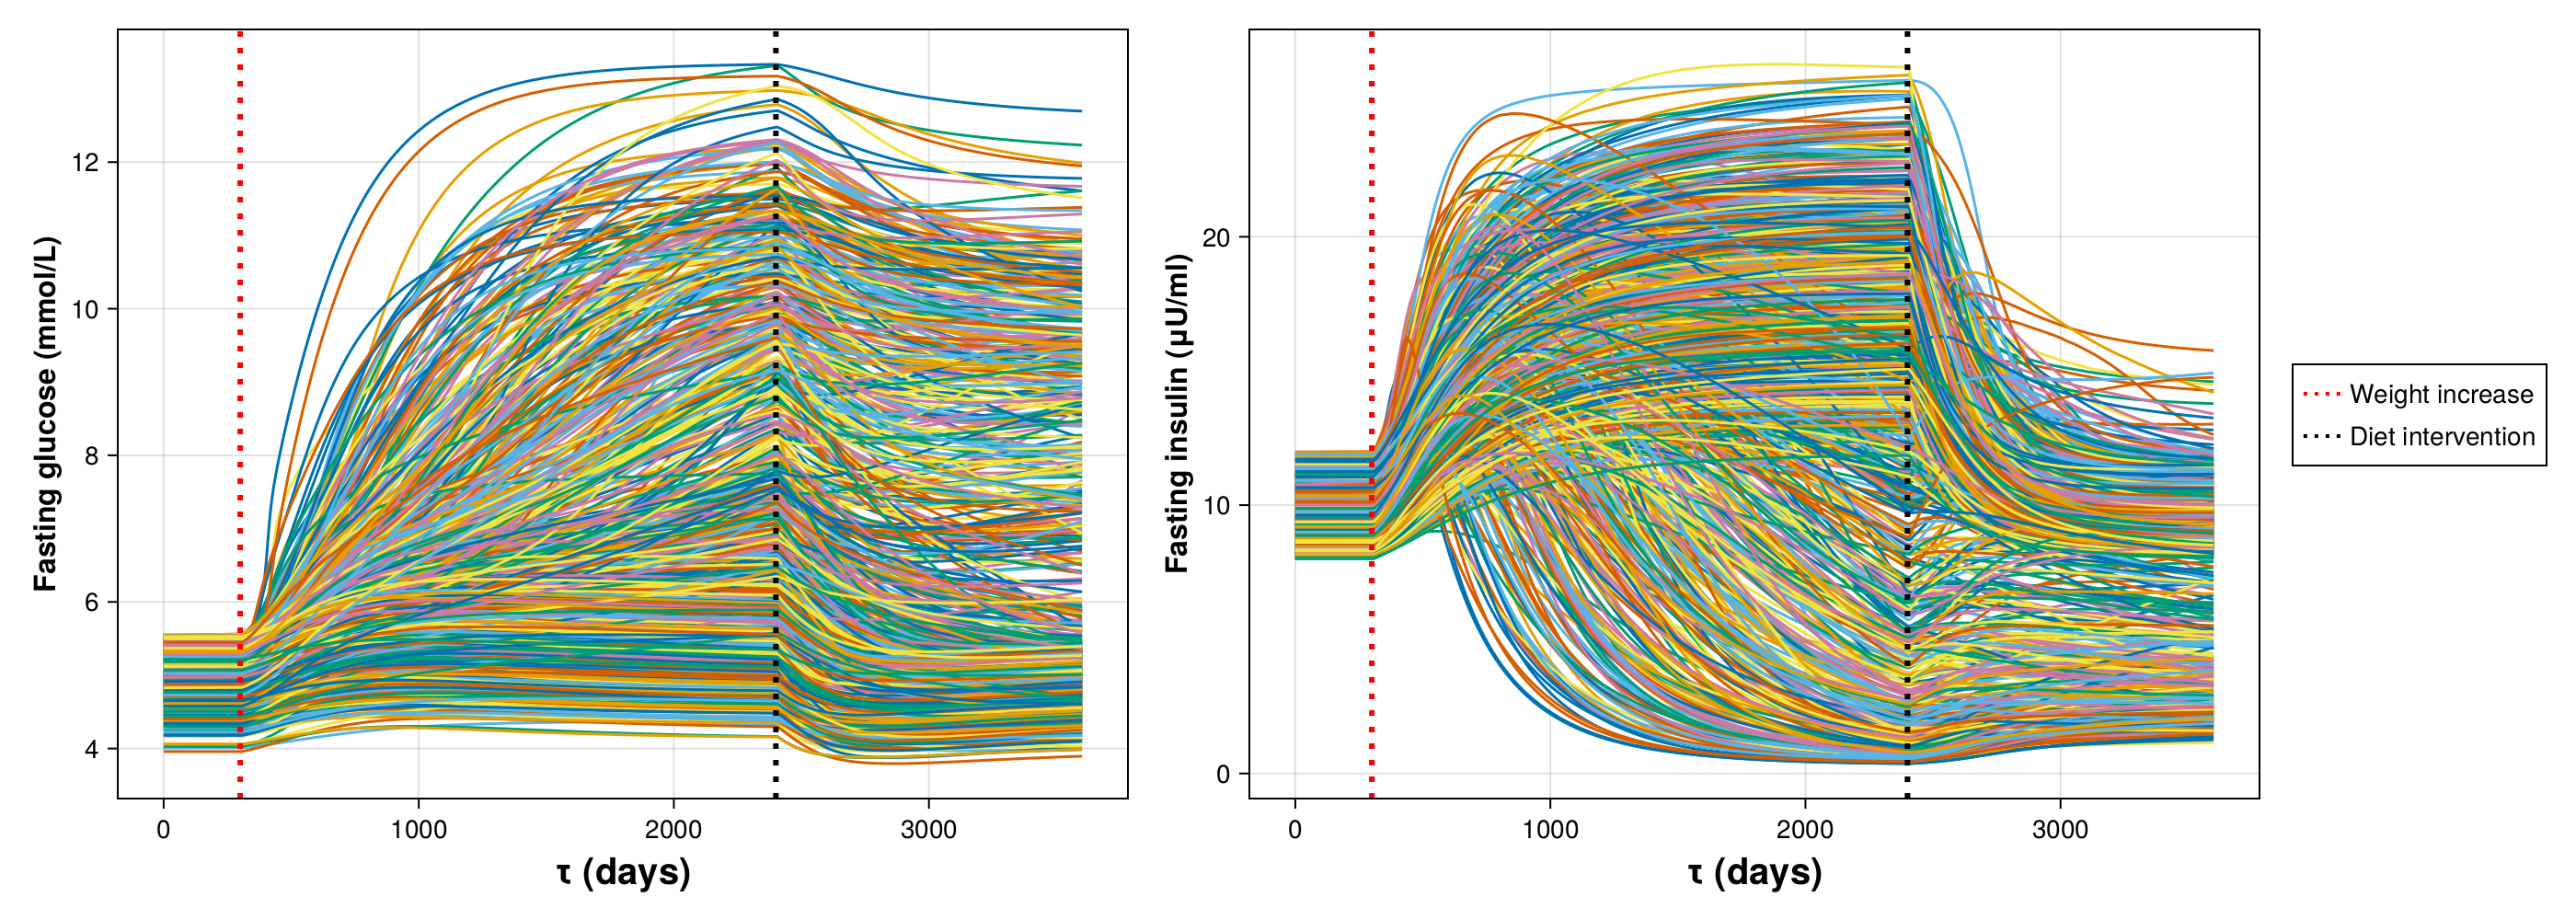 Fasting glucose (mmol/L)
12
10
8
6
4
0 1000 2000 3000
τ (days)
Fasting insulin (μU/ml)
20
10
0
0 1000 2000 3000
τ (days)
Weight increase
Diet intervention